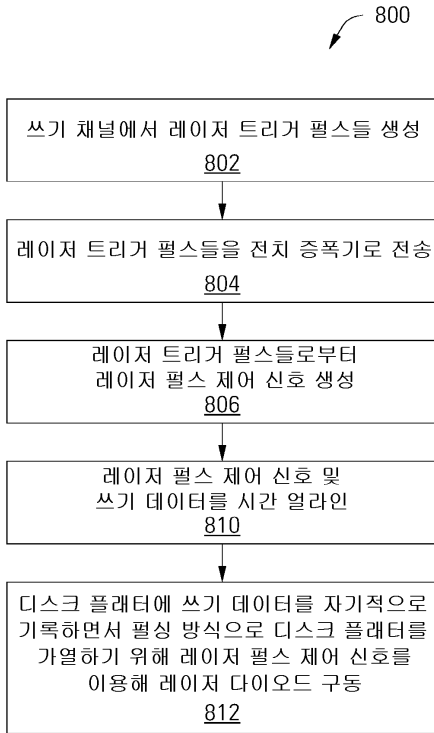 800
쓰기 채널에서 레이저 트리거 펄스들 생성
802
레이저 트리거 펄스들을 전치 증폭기로 전송
804
레이저 트리거 펄스들로부터
레이저 펄스 제어 신호 생성
806
레이저 펄스 제어 신호 및
쓰기 데이터를 시간 얼라인
810
디스크 플래터에 쓰기 데이터를 자기적으로
기록하면서 펄싱 방식으로 디스크 플래터를
가열하기 위해 레이저 펄스 제어 신호를
이용해 레이저 다이오드 구동
812